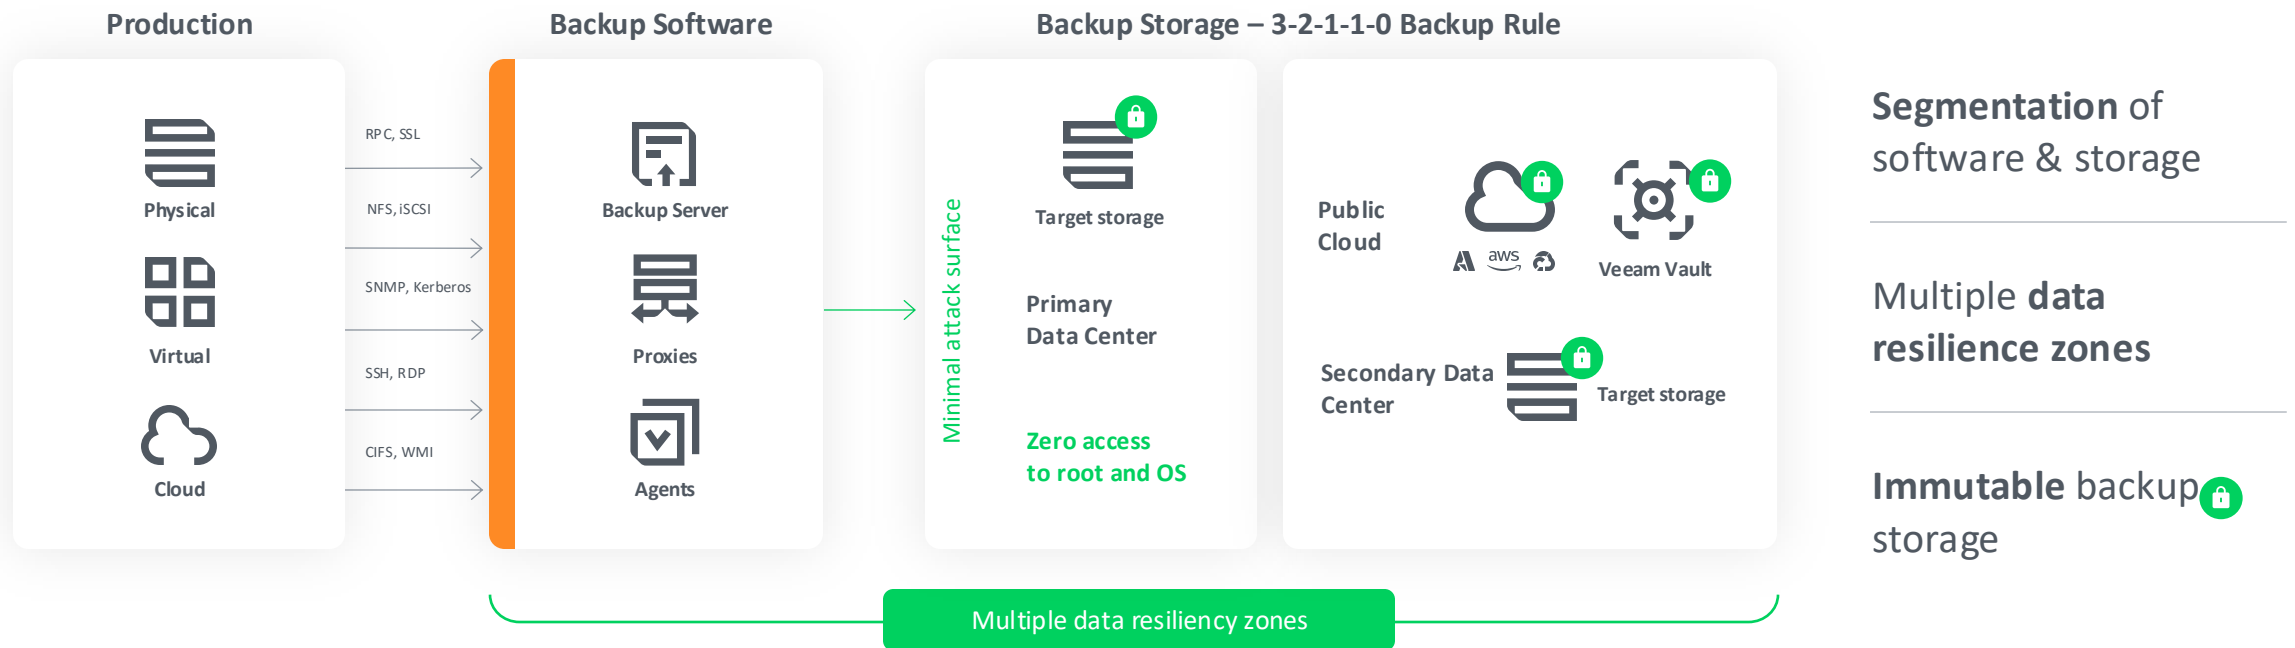 Production
Physical
Virtual
Cloud
RPC, SSL
NFS, iSCSI
SNMP, Kerberos
SSH, RDP
CIFS, WMI
Backup Software
Backup Server
Proxies
Agents
Backup Storage – 3-2-1-1-0 Backup Rule
Minimal attack surface
Target storage
Primary
Data Center
Zero access
to root and OS
Public
Cloud
aws
Veeam Vault
Secondary Data
Center
Target storage
Multiple data resiliency zones
Segmentation of
software & storage
Multiple data
resilience zones
Immutable backup
storage